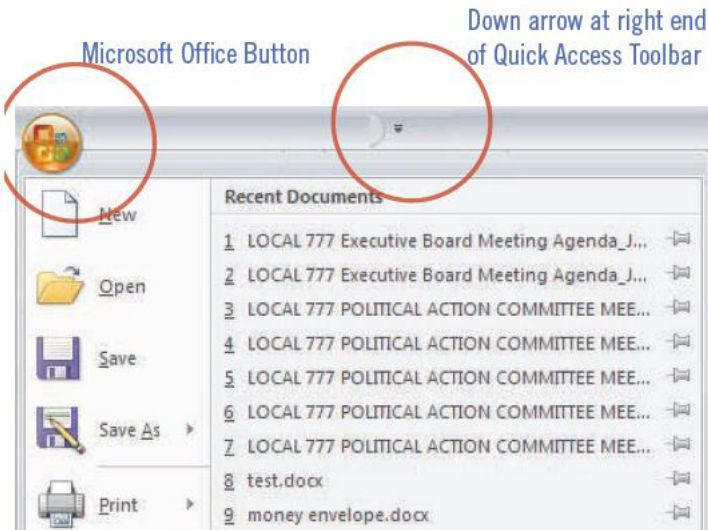 Microsoft Office Button
Down arrow at right end
of Quick Access Toolbar
New
Open
Save
Save As
Print
Recent Documents
1 LOCAL 777 Executive Board Meeting Agenda_J...
2 LOCAL 777 Executive Board Meeting Agenda_J...
3 LOCAL 777 POLITICAL ACTION COMMITTEE MEE...
4 LOCAL 777 POLITICAL ACTION COMMITTEE MEE...
5 LOCAL 777 POLITICAL ACTION COMMITTEE MEE...
6 LOCAL 777 POLITICAL ACTION COMMITTEE MEE...
7 LOCAL 777 POLITICAL ACTION COMMITTEE MEE...
8 test.docx
9 money envelope.docx